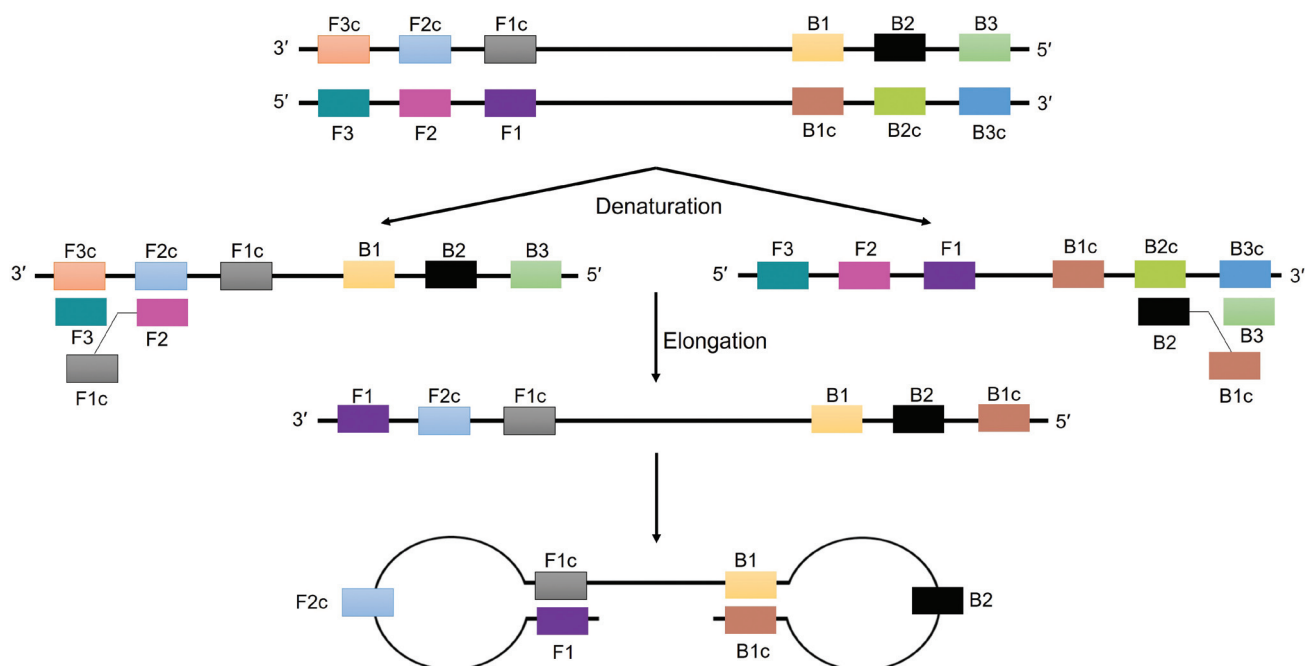 F3c F2c F1c B1 B2 B3
3′ 5′
5′ 3′
F3 F2 F1 B1c B2c B3c
Denaturation
F3c F2c F1c B1 B2 B3
3′ 5′
F3 F2
F1c
F3 F2 F1 B1c B2c B3c
5′ 3′
B2 B3
B1c
Elongation
F1 F2c F1c B1 B2 B1c
3′ 5′
F1c B1
F2c B2
F1 B1c